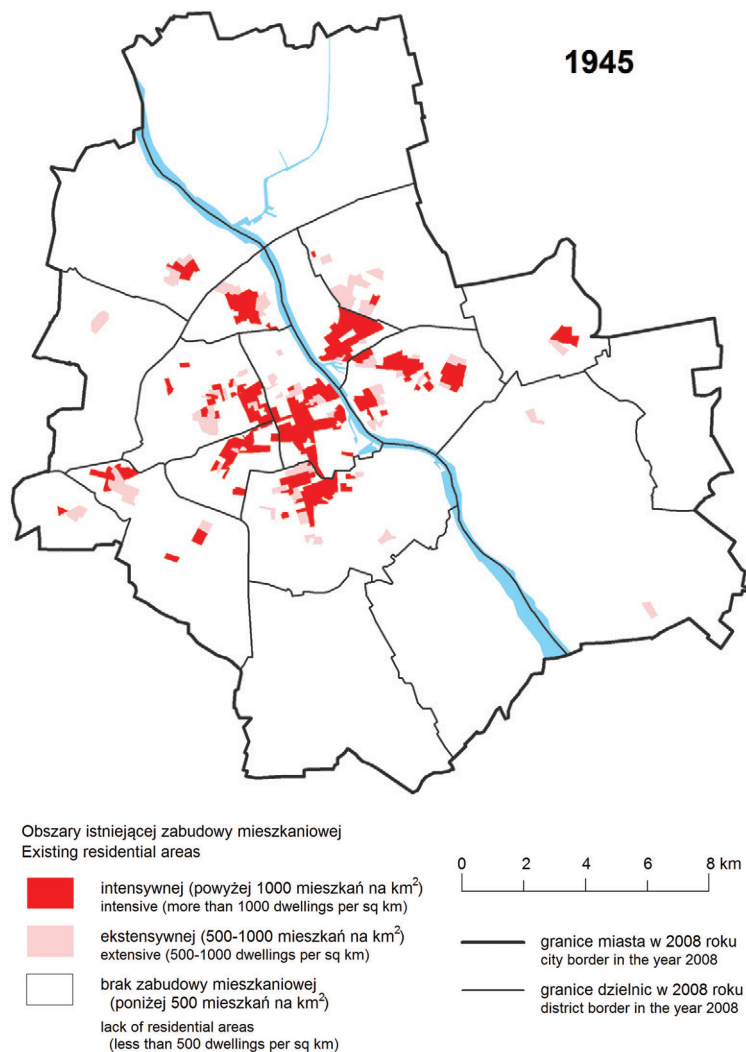 1945
Obszary istniejącej zabudowy mieszkaniowej
Existing residential areas
intensywnej (powyżej 1000 mieszkań na km²)
intensive (more than 1000 dwellings per sq km)
ekstensywnej (500-1000 mieszkań na km²)
extensive (500-1000 dwellings per sq km)
brak zabudowy mieszkaniowej
(poniżej 500 mieszkań na km²)
lack of residential areas
(less than 500 dwellings per sq km)
0 2 4 6 8 km
granice miasta w 2008 roku
city border in the year 2008
granice dzielnic w 2008 roku
district border in the year 2008